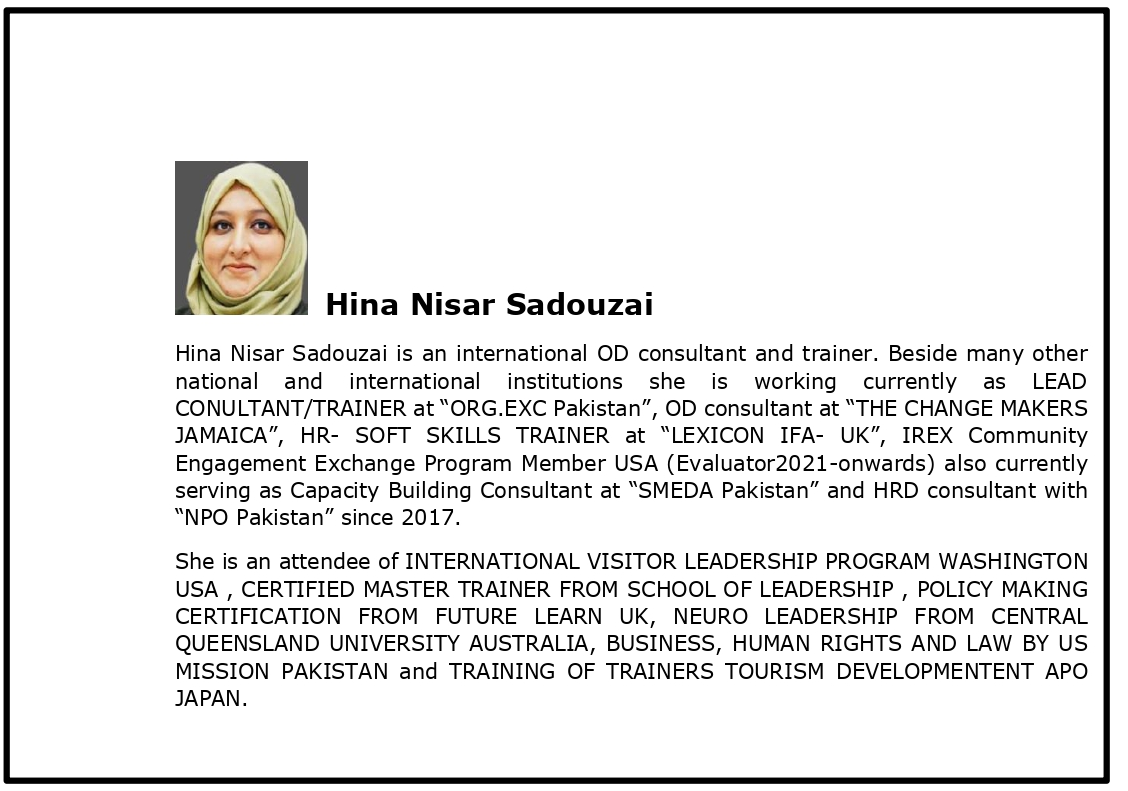 Hina Nisar Sadouzai
Hina Nisar Sadouzai is an international OD consultant and trainer. Beside many other
national and international institutions she is working currently as LEAD
CONULTANT/TRAINER at “ORG.EXC Pakistan”, OD consultant at “THE CHANGE MAKERS
JAMAICA”, HR- SOFT SKILLS TRAINER at “LEXICON IFA- UK”, IREX Community
Engagement Exchange Program Member USA (Evaluator2021-onwards) also currently
serving as Capacity Building Consultant at “SMEDA Pakistan” and HRD consultant with
“NPO Pakistan” since 2017.
She is an attendee of INTERNATIONAL VISITOR LEADERSHIP PROGRAM WASHINGTON
USA , CERTIFIED MASTER TRAINER FROM SCHOOL OF LEADERSHIP , POLICY MAKING
CERTIFICATION FROM FUTURE LEARN UK, NEURO LEADERSHIP FROM CENTRAL
QUEENSLAND UNIVERSITY AUSTRALIA, BUSINESS, HUMAN RIGHTS AND LAW BY US
MISSION PAKISTAN and TRAINING OF TRAINERS TOURISM DEVELOPMENTENT APO
JAPAN.